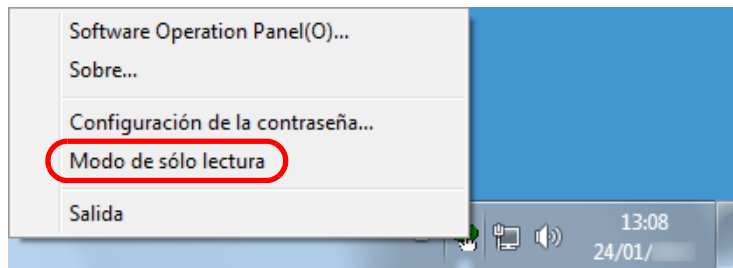 Software Operation Panel(O)...
Sobre...
Configuración de la contraseña...
Modo de sólo lectura
Salida
13:08
24/01/